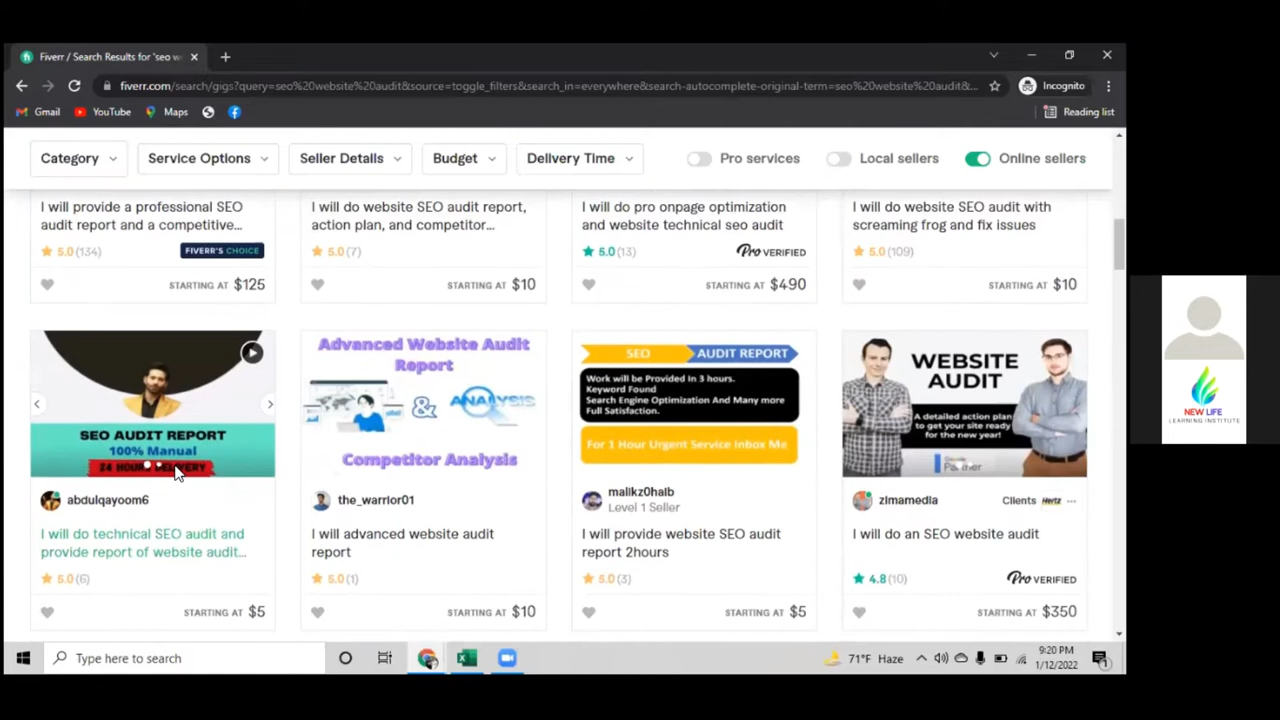 Fiverr / Search Results for 'seo w
fiverr.com/search/gigs?query=seo%20website%20audit&source=toggle_filters&search_in=everywhere&search-autocomplete-original-term=seo%20website%20audit&...
Incognito
Gmail
YouTube
Maps
Reading list
Category
Service Options
Seller Details
Budget
Delivery Time
Pro services
Local sellers
Online sellers
I will provide a professional SEO
audit report and a competitive...
5.0 (134)
FIVERR'S CHOICE
STARTING AT $125
I will do website SEO audit report,
action plan, and competitor...
5.0 (7)
STARTING AT $10
I will do pro onpage optimization
and website technical seo audit
5.0 (13)
Pro VERIFIED
STARTING AT $490
I will do website SEO audit with
screaming frog and fix issues
5.0 (109)
STARTING AT $10
SEO AUDIT REPORT
100% Manual
24 HOURS DELIVERY
abdulqayoom6
I will do technical SEO audit and
provide report of website audit...
5.0 (6)
STARTING AT $5
Advanced Website Audit
Report
&
ANALYSIS
Competitor Analysis
the_warrior01
I will advanced website audit
report
5.0 (1)
STARTING AT $10
SEO
AUDIT REPORT
Work will be Provided In 3 hours.
Keyword Found
Search Engine Optimization And Many more
Full Satisfaction.
For 1 Hour Urgent Service Inbox Me
malikz0halb
Level 1 Seller
I will provide website SEO audit
report 2hours
5.0 (3)
STARTING AT $5
WEBSITE
AUDIT
A detailed action plan
to get your site ready
for the new year!
Partner
zimamedia
Clients Hertz ...
I will do an SEO website audit
4.8 (10)
Pro VERIFIED
STARTING AT $350
NEW LIFE
LEARNING INSTITUTE
Type here to search
71°F Haze
9:20 PM
1/12/2022
1